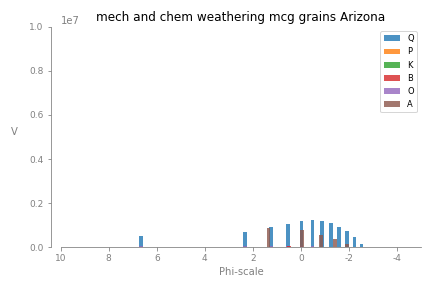 mech and chem weathering mcg grains Arizona
1e7
1.0
0.8
0.6
0.4
0.2
0.0
V
10 8 6 4 2 0 -2 -4
Phi-scale
Q
P
K
B
O
A